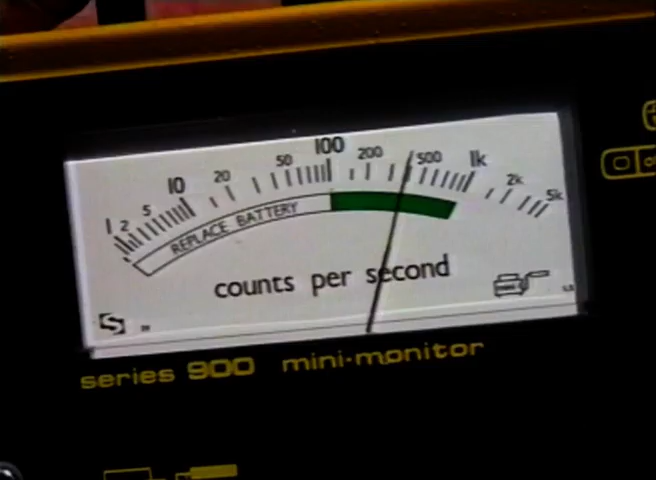 1 2 5 10 20 50 100 200 500 1k 2k 5k
REPLACE BATTERY
counts per second
series 900 mini-monitor